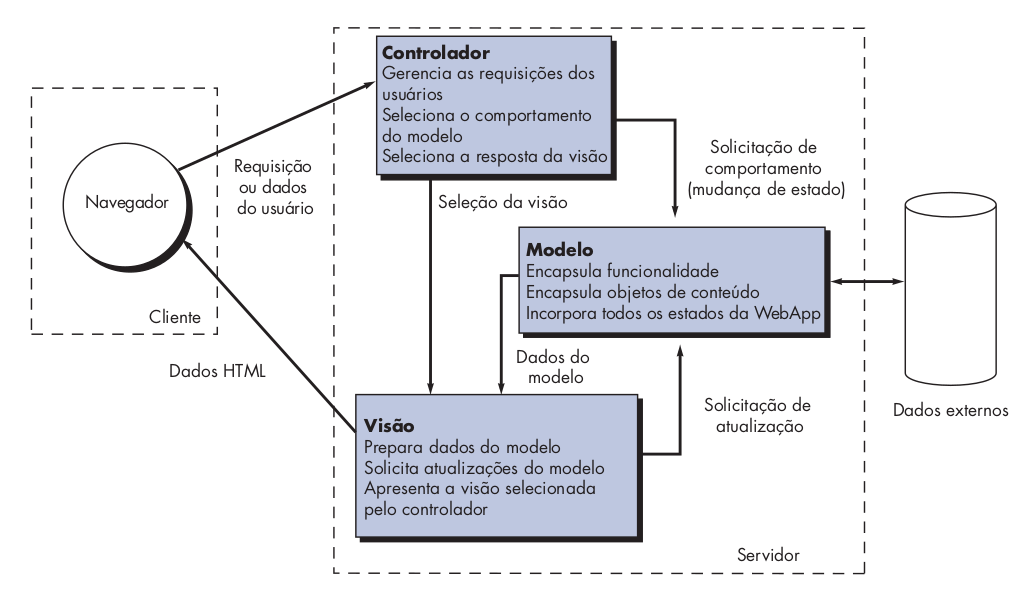 Controlador
Gerencia as requisições dos
usuários
Seleciona o comportamento
do modelo
Seleciona a resposta da visão
Navegador
Cliente
Requisição
ou dados
do usuário
Seleção da visão
Solicitação de
comportamento
(mudança de estado)
Modelo
Encapsula funcionalidade
Encapsula objetos de conteúdo
Incorpora todos os estados da WebApp
Dados HTML
Dados do
modelo
Solicitação de
atualização
Dados externos
Visão
Prepara dados do modelo
Solicita atualizações do modelo
Apresenta a visão selecionada
pelo controlador
Servidor